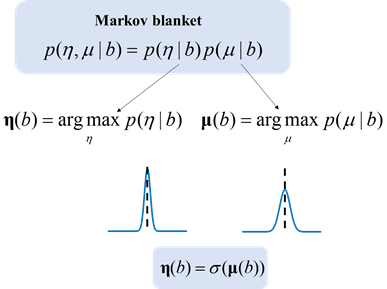 Markov blanket
p(η, μ | b) = p(η | b) p(μ | b)
η(b) = arg max p(η | b) μ(b) = arg max p(μ | b)
η μ
η(b) = σ(μ(b))